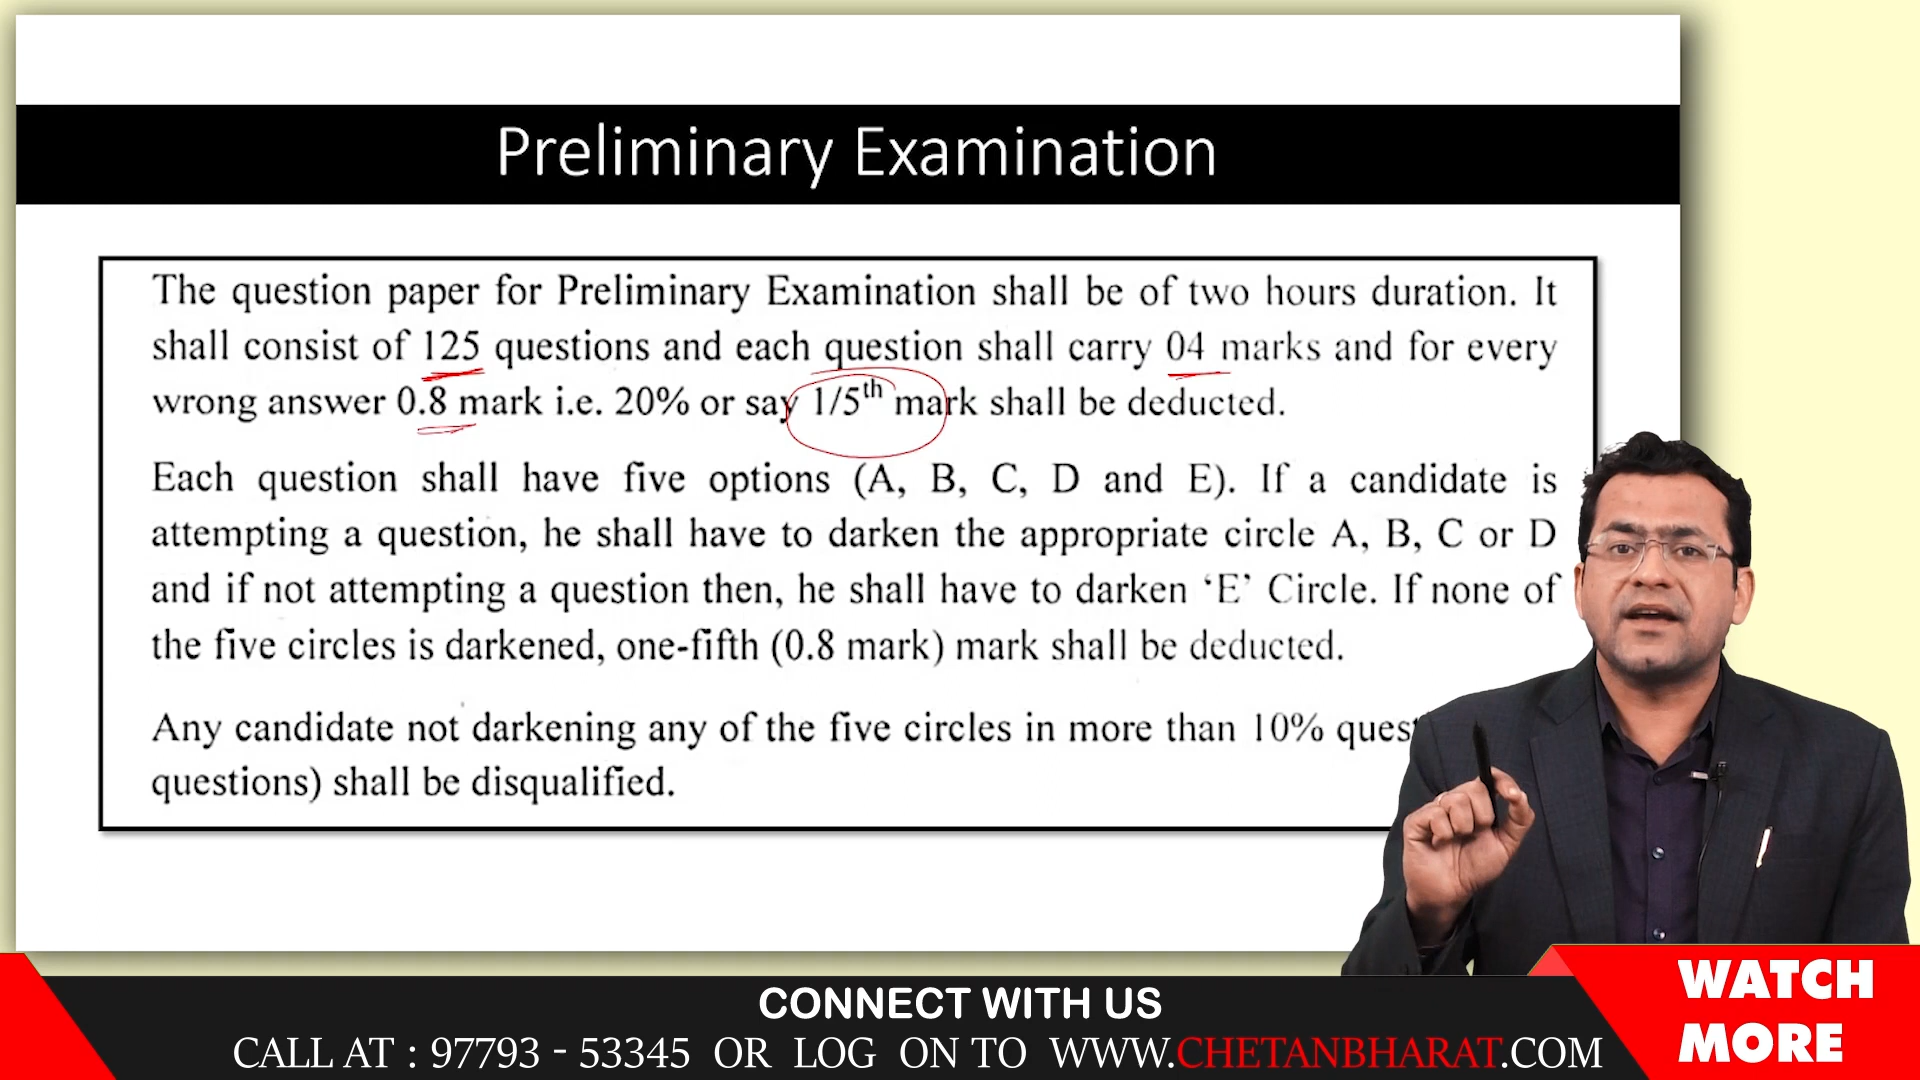 Preliminary Examination
The question paper for Preliminary Examination shall be of two hours duration. It
shall consist of 125 questions and each question shall carry 04 marks and for every
wrong answer 0.8 mark i.e. 20% or say 1/5th mark shall be deducted.
Each question shall have five options (A, B, C, D and E). If a candidate is
attempting a question, he shall have to darken the appropriate circle A, B, C or D
and if not attempting a question then, he shall have to darken ‘E’ Circle. If none of
the five circles is darkened, one-fifth (0.8 mark) mark shall be deducted.
Any candidate not darkening any of the five circles in more than 10%
questions) shall be disqualified.
CONNECT WITH US
CALL AT : 97793 - 53345 OR LOG ON TO WWW.CHETANBHARAT.COM
WATCH
MORE